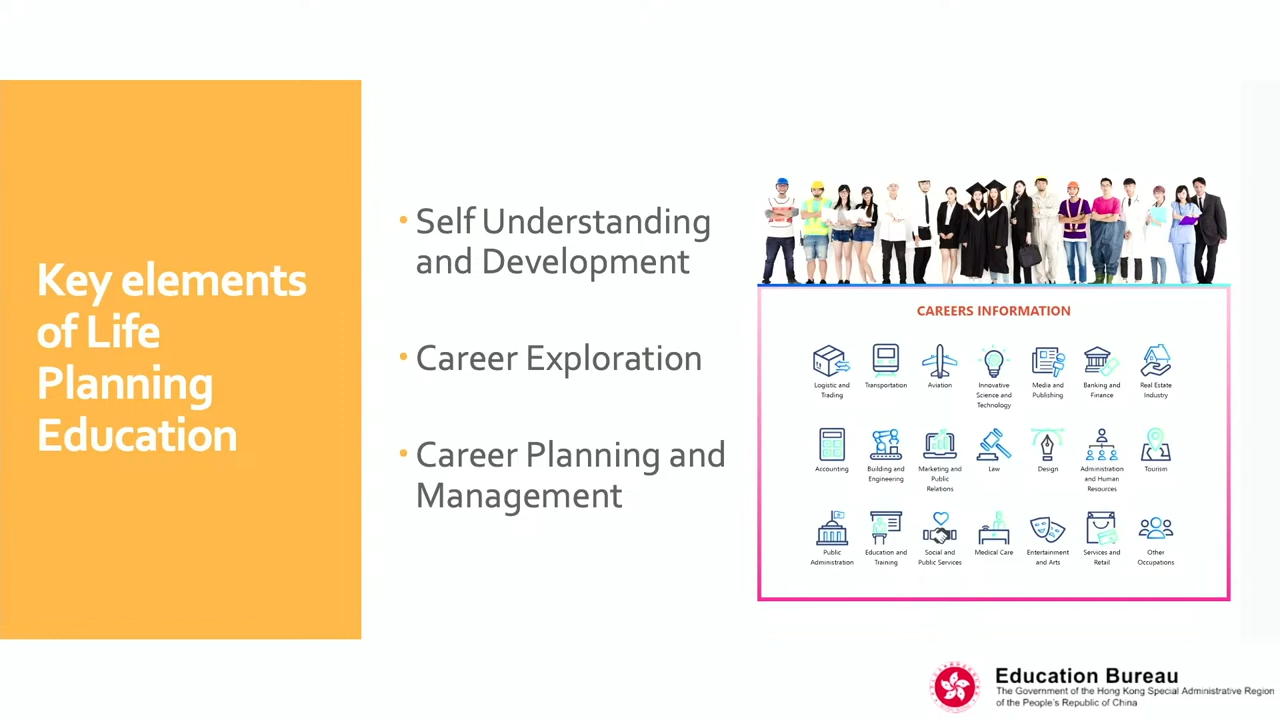 Key elements
of Life
Planning
Education
• Self Understanding
and Development
• Career Exploration
• Career Planning and
Management
CAREERS INFORMATION
Logistic and
Trading
Transportation
Aviation
Innovative
Science and
Technology
Media and
Publishing
Banking and
Finance
Real Estate
Industry
Accounting
Building and
Engineering
Marketing and
Public
Relations
Law
Design
Administration
and Human
Resources
Tourism
Public
Administration
Education and
Training
Social and
Public Services
Medical Care
Entertainment
and Arts
Services and
Retail
Other
Occupations
Education Bureau
The Government of the Hong Kong Special Administrative Region
of the People's Republic of China